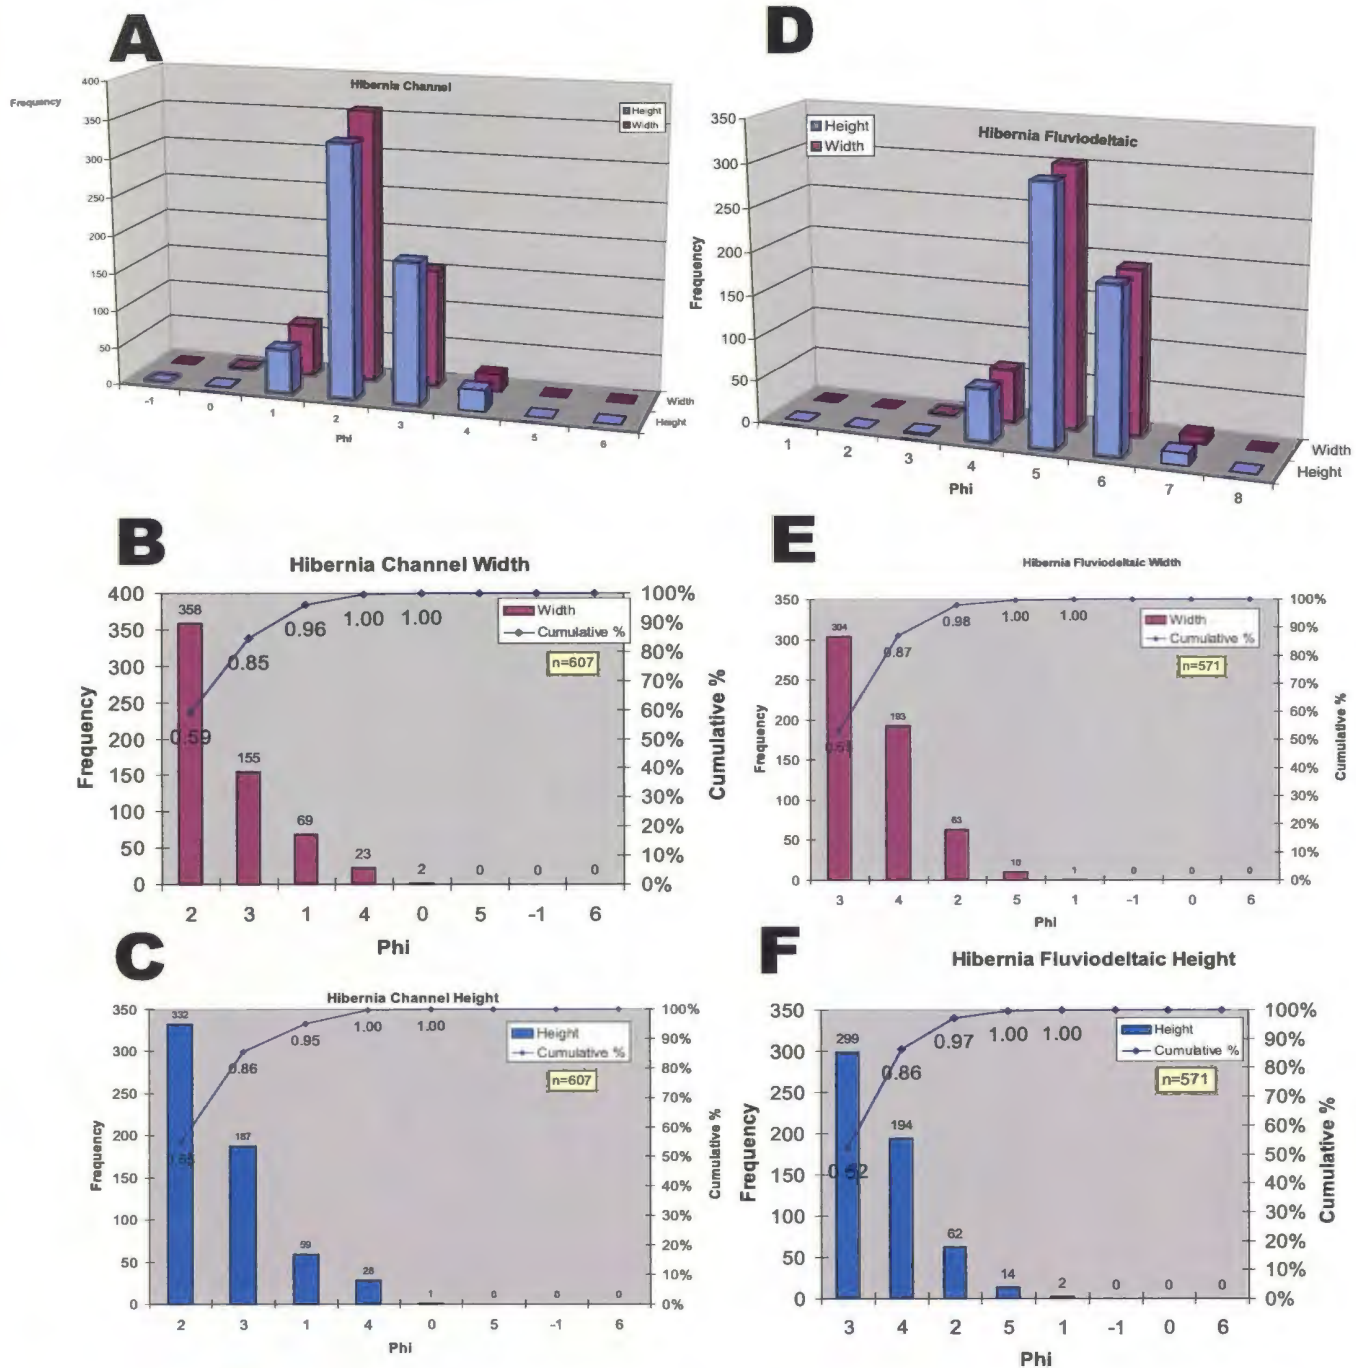 A
Hibernia Channel
Frequency
400
350
300
250
200
150
100
50
0
Height
Width
-1 0 1 2 3 4 5 6
Phi
Width
Height
D
Hibernia Fluviodeltaic
Frequency
350
300
250
200
150
100
50
0
Height
Width
1 2 3 4 5 6 7 8
Phi
Width
Height
B
Hibernia Channel Width
Frequency
400
350
300
250
200
150
100
50
0
358 155 69 23 2 0 0 0
0.59 0.85 0.96 1.00 1.00
Width
Cumulative %
n=607
100%
90%
80%
70%
60%
50%
40%
30%
20%
10%
0%
Cumulative %
2 3 1 4 0 5 -1 6
Phi
E
Hibernia Fluviodeltaic Width
Frequency
350
300
250
200
150
100
50
0
304 193 63 10 1 0 0 0
0.87 0.98 1.00 1.00
Width
Cumulative %
n=571
100%
90%
80%
70%
60%
50%
40%
30%
20%
10%
0%
Cumulative %
3 4 2 5 1 -1 0 6
Phi
C
Hibernia Channel Height
Frequency
350
300
250
200
150
100
50
0
332 187 59 28 1 0 0 0
0.86 0.95 1.00 1.00
Height
Cumulative %
n=607
100%
90%
80%
70%
60%
50%
40%
30%
20%
10%
0%
Cumulative %
2 3 1 4 0 5 -1 6
Phi
F
Hibernia Fluviodeltaic Height
Frequency
350
300
250
200
150
100
50
0
299 194 62 14 2 0 0 0
0.52 0.86 0.97 1.00 1.00
Height
Cumulative %
n=571
100%
90%
80%
70%
60%
50%
40%
30%
20%
10%
0%
Cumulative %
3 4 2 5 1 -1 0 6
Phi